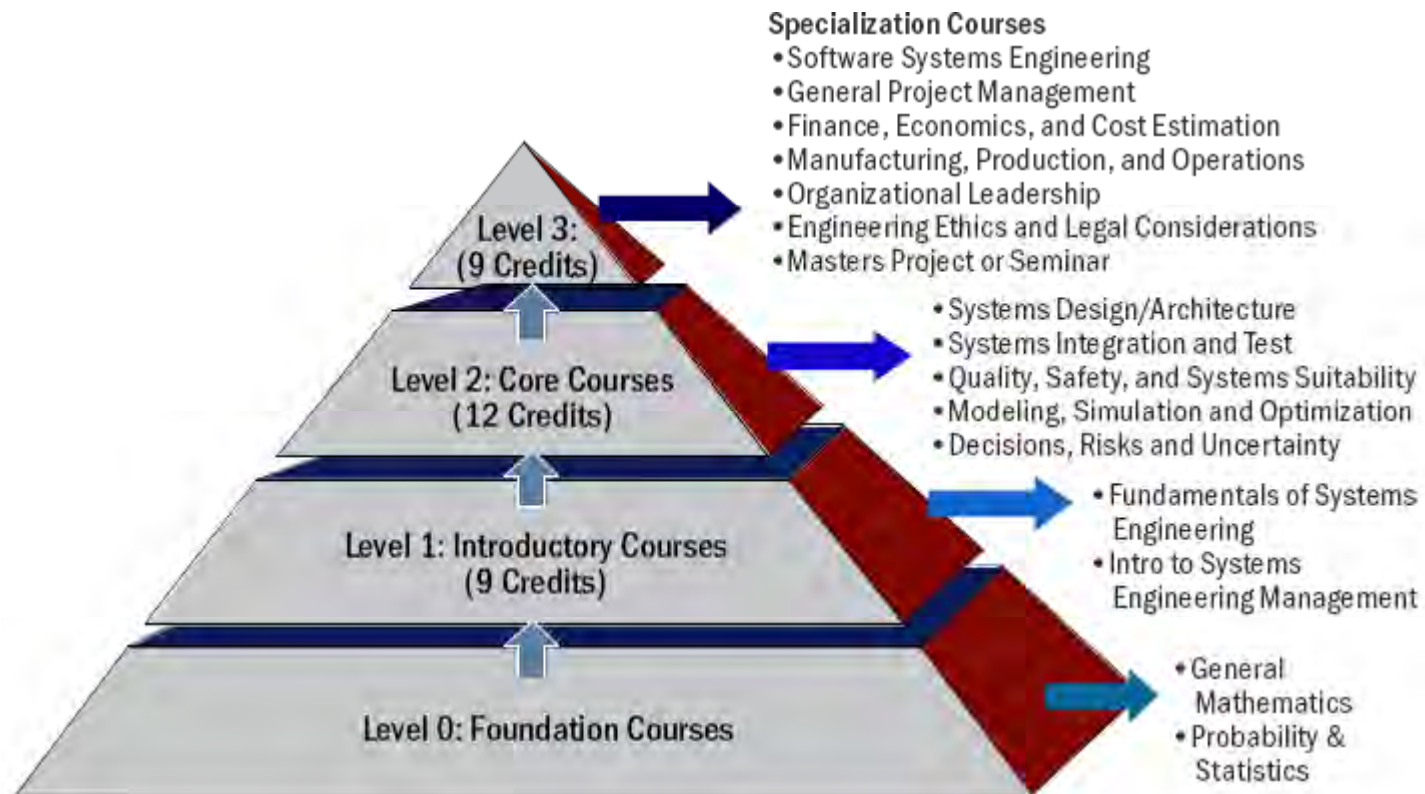 Specialization Courses
•Software Systems Engineering
•General Project Management
•Finance, Economics, and Cost Estimation
•Manufacturing, Production, and Operations
•Organizational Leadership
•Engineering Ethics and Legal Considerations
•Masters Project or Seminar
Level 3:
(9 Credits)
•Systems Design/Architecture
•Systems Integration and Test
•Quality, Safety, and Systems Suitability
•Modeling, Simulation and Optimization
•Decisions, Risks and Uncertainty
Level 2: Core Courses
(12 Credits)
•Fundamentals of Systems
Engineering
•Intro to Systems
Engineering Management
Level 1: Introductory Courses
(9 Credits)
•General
Mathematics
•Probability &
Statistics
Level 0: Foundation Courses